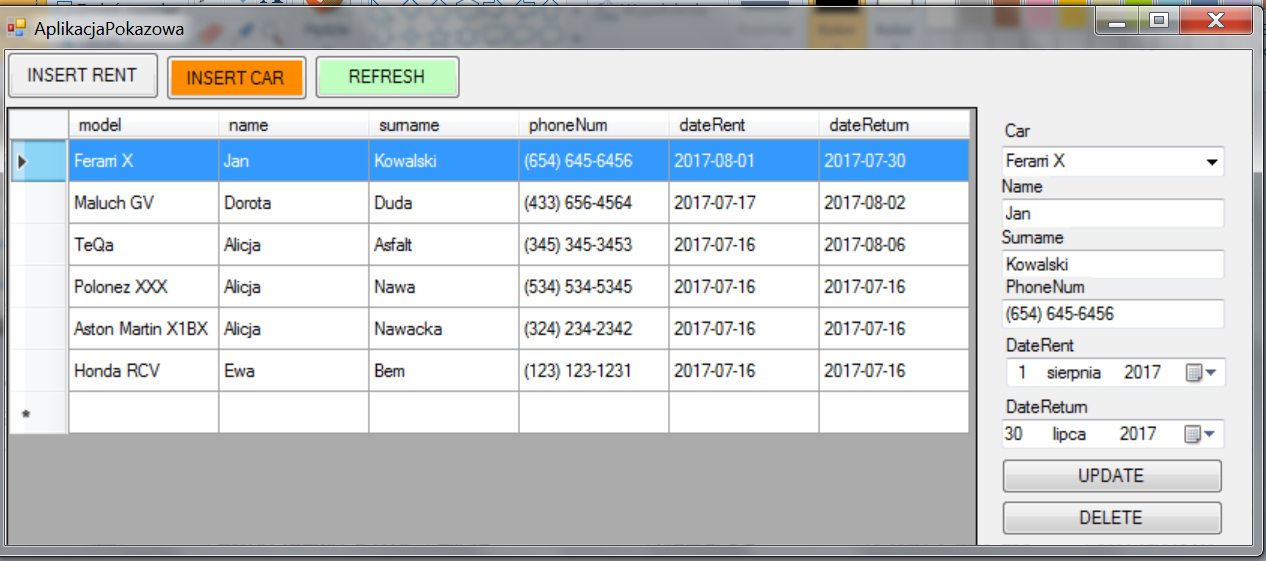 AplikacjaPokazowa
INSERT RENT INSERT CAR REFRESH
model name surname phoneNum dateRent dateReturn
Ferarri X Jan Kowalski (654) 645-6456 2017-08-01 2017-07-30
Maluch GV Dorota Duda (433) 656-4564 2017-07-17 2017-08-02
TeQa Alicja Asfalt (345) 345-3453 2017-07-16 2017-08-06
Polonez XXX Alicja Nawa (534) 534-5345 2017-07-16 2017-07-16
Aston Martin X1BX Alicja Nawacka (324) 234-2342 2017-07-16 2017-07-16
Honda RCV Ewa Bem (123) 123-1231 2017-07-16 2017-07-16
*
Car
Ferarri X
Name
Jan
Surname
Kowalski
PhoneNum
(654) 645-6456
DateRent
1 sierpnia 2017
DateReturn
30 lipca 2017
UPDATE
DELETE